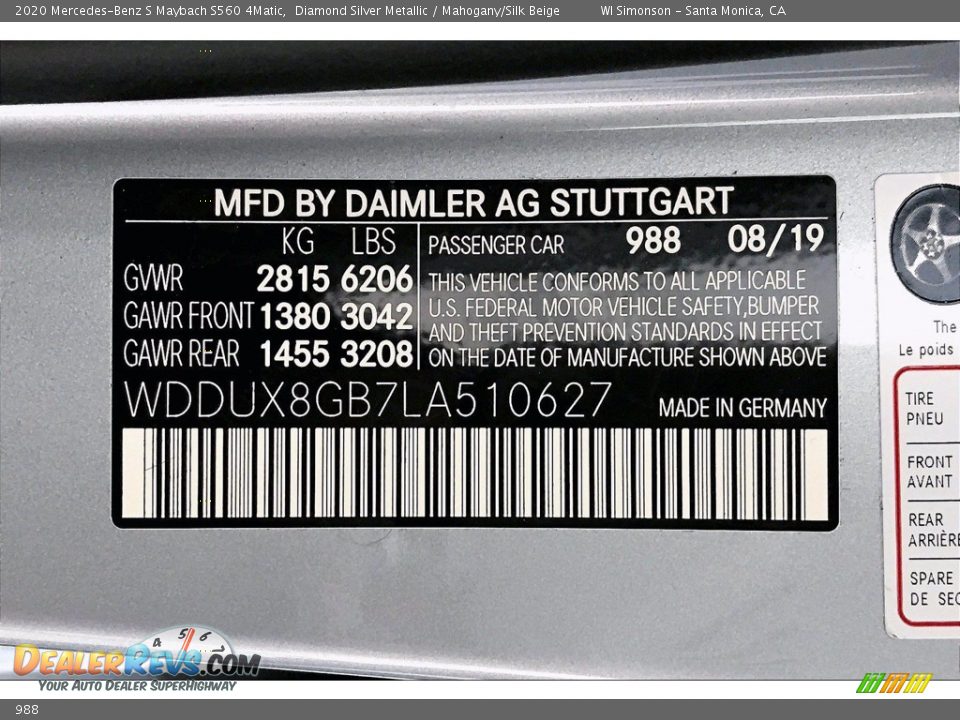 2020 Mercedes-Benz S Maybach S560 4Matic, Diamond Silver Metallic / Mahogany/Silk Beige WI Simonson - Santa Monica, CA
MFD BY DAIMLER AG STUTTGART
KG LBS
GVWR 2815 6206
GAWR FRONT 1380 3042
GAWR REAR 1455 3208
PASSENGER CAR 988 08/19
THIS VEHICLE CONFORMS TO ALL APPLICABLE
U.S. FEDERAL MOTOR VEHICLE SAFETY,BUMPER
AND THEFT PREVENTION STANDARDS IN EFFECT
ON THE DATE OF MANUFACTURE SHOWN ABOVE
WDDUX8GB7LA510627 MADE IN GERMANY
The
Le poids
TIRE
PNEU
FRONT
AVANT
REAR
ARRIÈRE
SPARE
DE SEC
4 5 6 7
DealerRevs.com
Your Auto Dealer SuperHighway
988